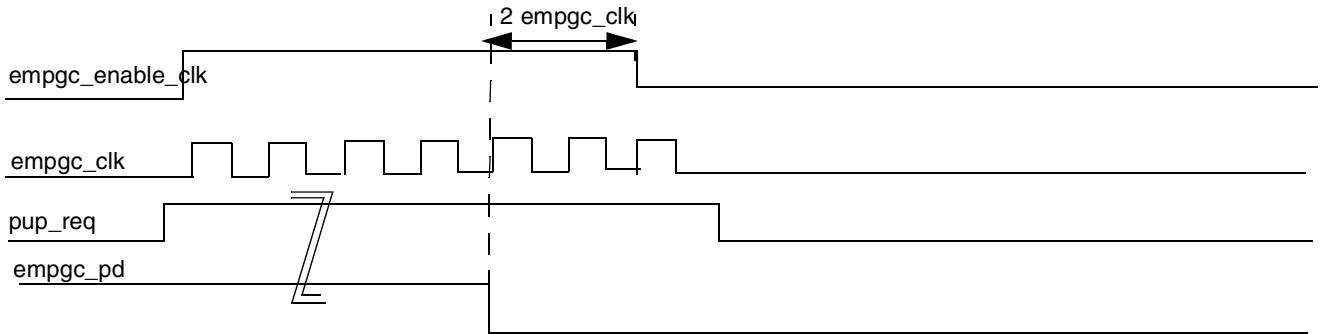 2 empgc_clk
empgc_enable_clk
empgc_clk
pup_req
empgc_pd